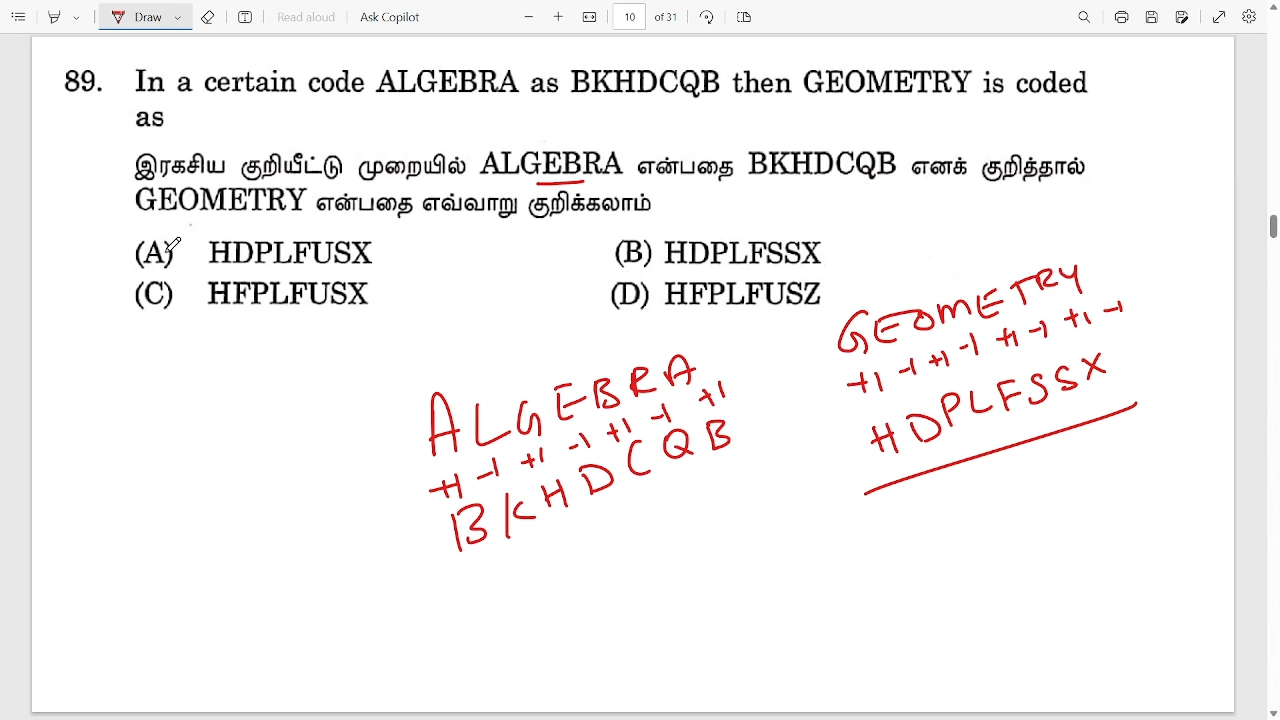 Draw
Read aloud
Ask Copilot
10
of 31
89. In a certain code ALGEBRA as BKHDCQB then GEOMETRY is coded
as
இரகசிய குறியீட்டு முறையில் ALGEBRA என்பதை BKHDCQB எனக் குறித்தால்
GEOMETRY என்பதை எவ்வாறு குறிக்கலாம்
(A) HDPLFUSX (B) HDPLFSSX
(C) HFPLFUSX (D) HFPLFUSZ
ALGEBRA
+1 -1 +1 -1 +1 -1 +1
BKHDCQB
GEOMETRY
+1 -1 +1 -1 +1 -1 +1 -1
HDPLFSSX